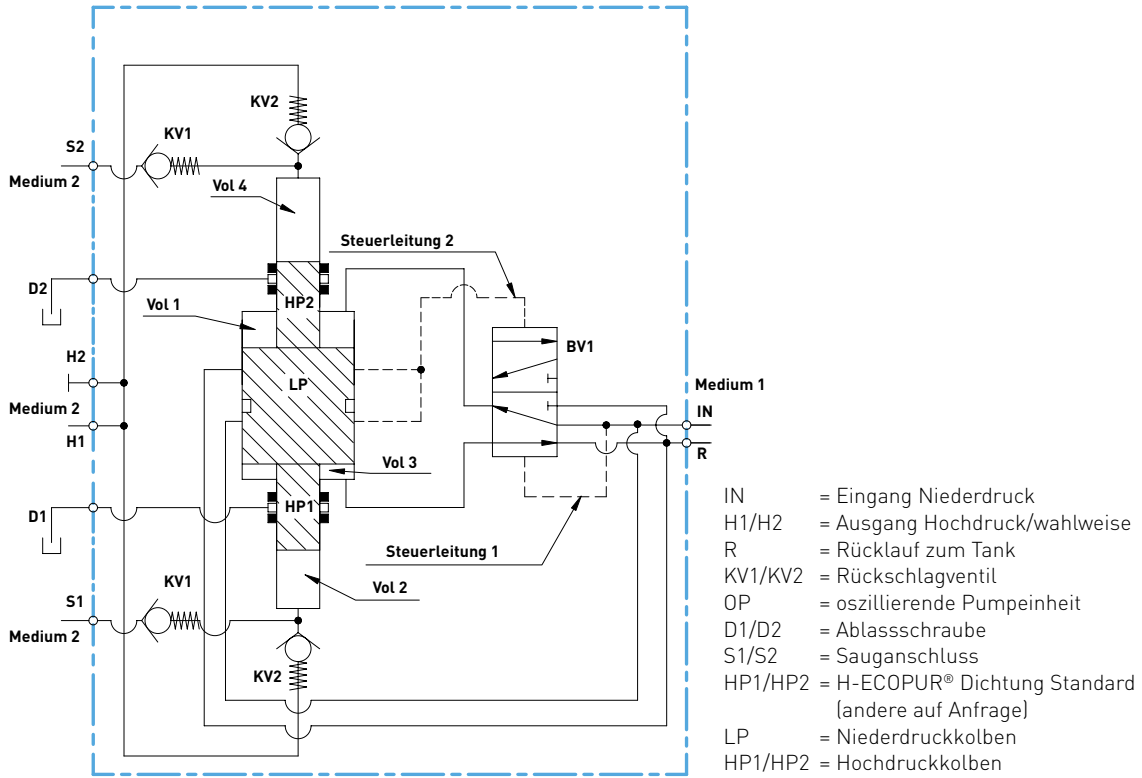 KV2
KV1
S2
Medium 2
Vol 4
Steuerleitung 2
D2
HP2
Vol 1
BV1
H2
LP
Medium 1
Medium 2
IN
H1
R
Vol 3
HP1
D1
Steuerleitung 1
KV1
Vol 2
S1
Medium 2
KV2
IN = Eingang Niederdruck
H1/H2 = Ausgang Hochdruck/wahlweise
R = Rücklauf zum Tank
KV1/KV2 = Rückschlagventil
OP = oszillierende Pumpeinheit
D1/D2 = Ablassschraube
S1/S2 = Sauganschluss
HP1/HP2 = H-ECOPUR® Dichtung Standard
(andere auf Anfrage)
LP = Niederdruckkolben
HP1/HP2 = Hochdruckkolben